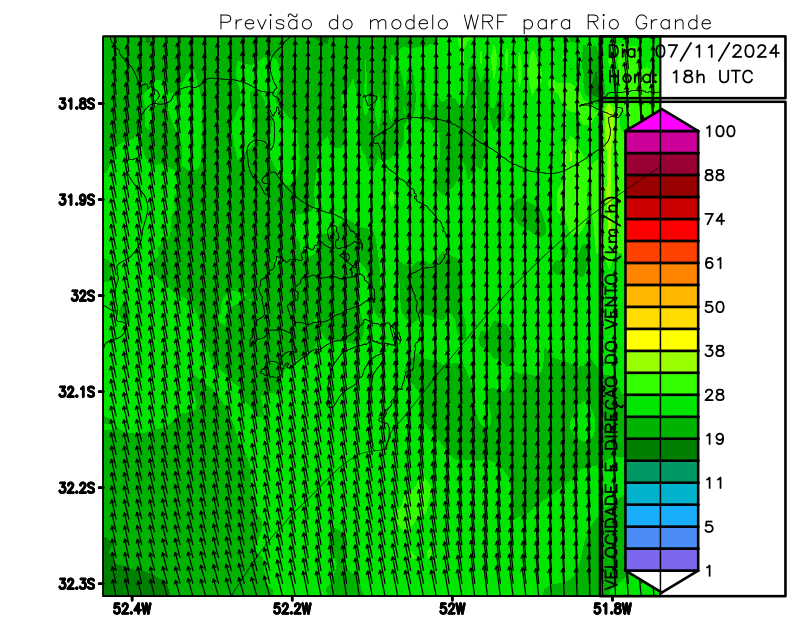 Previsão do modelo WRF para Rio Grande
Dia: 07/11/2024
Hora: 18h UTC
31.8S
31.9S
32S
32.1S
32.2S
32.3S
52.4W
52.2W
52W
51.8W
VELOCIDADE E DIREÇÃO DO VENTO (km/h)
100
88
74
61
50
38
28
19
11
5
1